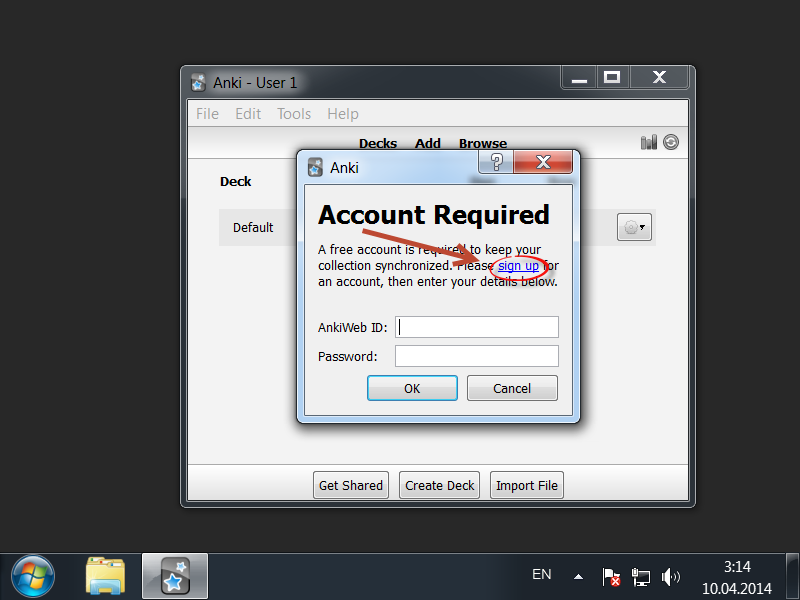 Anki - User 1
File Edit Tools Help
Decks Add Browse
Deck
Default
Anki
?
Account Required
A free account is required to keep your
collection synchronized. Please sign up for
an account, then enter your details below.
AnkiWeb ID:
Password:
OK Cancel
Get Shared Create Deck Import File
EN
3:14
10.04.2014